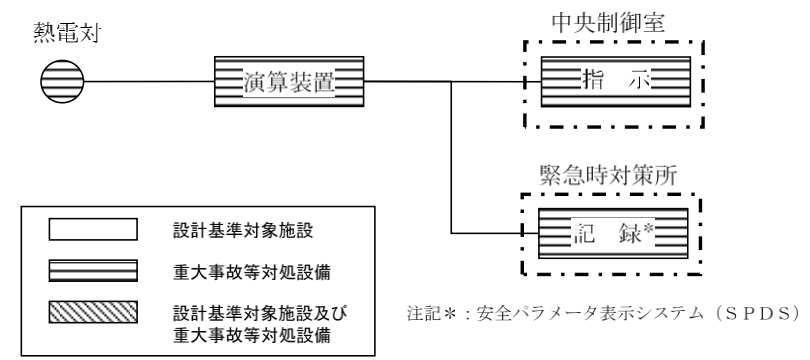 中央制御室
熱電対
演算装置
指 示
緊急時対策所
記 録*
設計基準対象施設
重大事故等対処設備
設計基準対象施設及び
重大事故等対処設備
注記＊：安全パラメータ表示システム（ＳＰＤＳ）